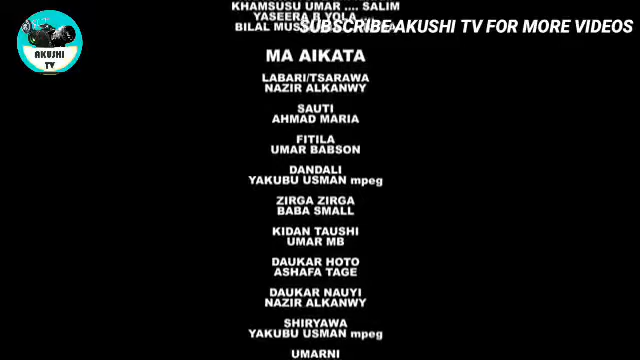 KHAMSUSU UMAR .... SALIM
YASEERA B YOLA
BILAL MUS
SUBSCRIBE AKUSHI TV FOR MORE VIDEOS
AKUSHI
TV
MA AIKATA
LABARI/TSARAWA
NAZIR ALKANWY
SAUTI
AHMAD MARIA
FITILA
UMAR BABSON
DANDALI
YAKUBU USMAN mpeg
ZIRGA ZIRGA
BABA SMALL
KIDAN TAUSHI
UMAR MB
DAUKAR HOTO
ASHAFA TAGE
DAUKAR NAUYI
NAZIR ALKANWY
SHIRYAWA
YAKUBU USMAN mpeg
UMARNI